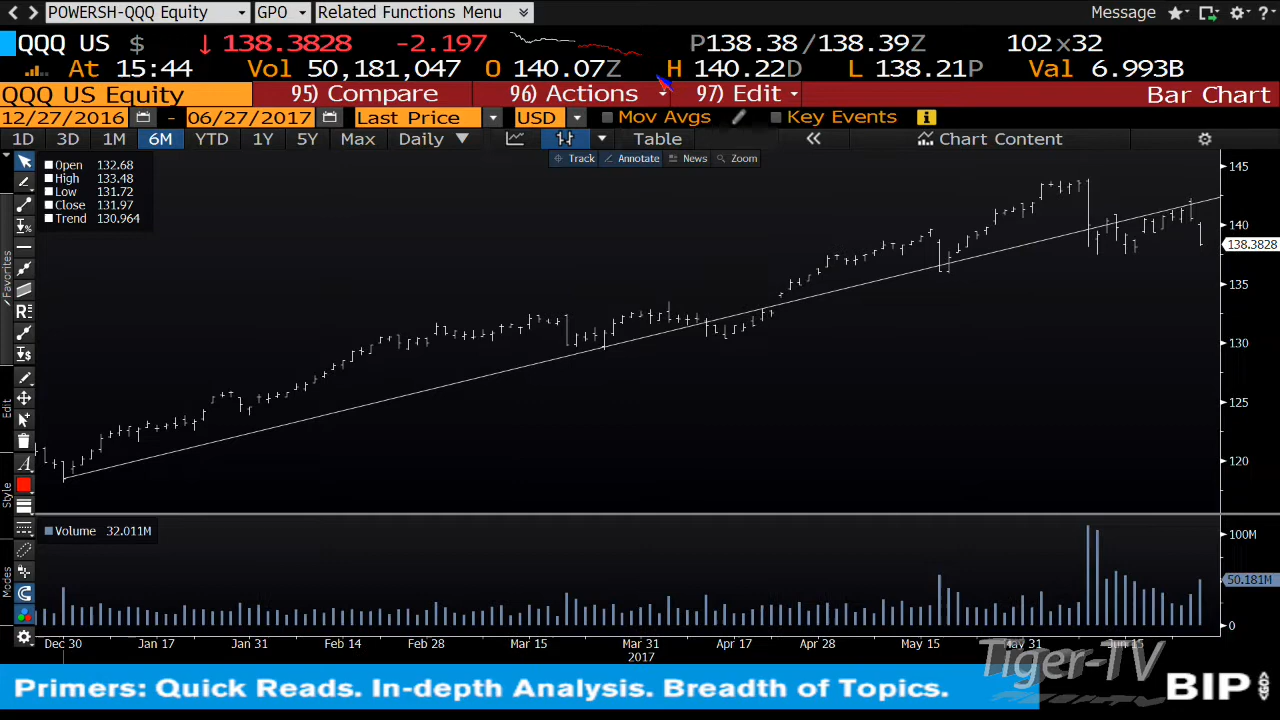 POWERSH-QQQ Equity GPO Related Functions Menu Message
QQQ US $ ↓ 138.3828 -2.197 P138.38 /138.39Z 102 x 32
At 15:44 Vol 50,181,047 O 140.07Z H 140.22D L 138.21P Val 6.993B
QQQ US Equity 95) Compare 96) Actions 97) Edit Bar Chart
12/27/2016 - 06/27/2017 Last Price USD Mov Avgs Key Events
1D 3D 1M 6M YTD 1Y 5Y Max Daily ▼ Table « Chart Content
Track Annotate News Zoom
Open 132.68
High 133.48
Low 131.72
Close 131.97
Trend 130.964
145
140
138.3828
135
130
125
120
Favorites
Edit
Style
Modes
Volume 32.011M
100M
50.181M
0
Dec 30 Jan 17 Jan 31 Feb 14 Feb 28 Mar 15 Mar 31 Apr 17 Apr 28 May 15 May 31 Jun 15
2017
Tiger-TV
Primers: Quick Reads. In-depth Analysis. Breadth of Topics.
BIP GO